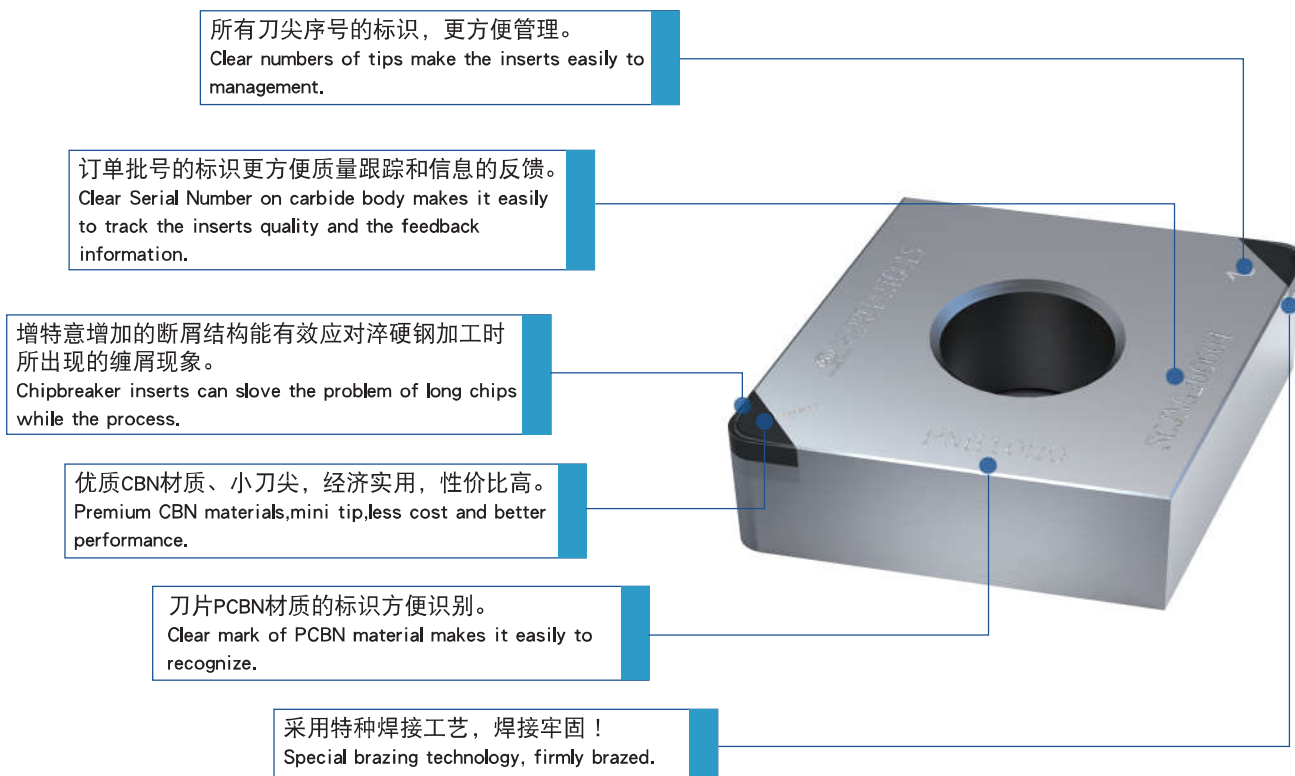 所有刀尖序号的标识，更方便管理。
Clear numbers of tips make the inserts easily to
management.
订单批号的标识更方便质量跟踪和信息的反馈。
Clear Serial Number on carbide body makes it easily
to track the inserts quality and the feedback
information.
增特意增加的断屑结构能有效应对淬硬钢加工时
所出现的缠屑现象。
Chipbreaker inserts can slove the problem of long chips
while the process.
优质CBN材质、小刀尖，经济实用，性价比高。
Premium CBN materials,mini tip,less cost and better
performance.
刀片PCBN材质的标识方便识别。
Clear mark of PCBN material makes it easily to
recognize.
采用特种焊接工艺，焊接牢固！
Special brazing technology, firmly brazed.